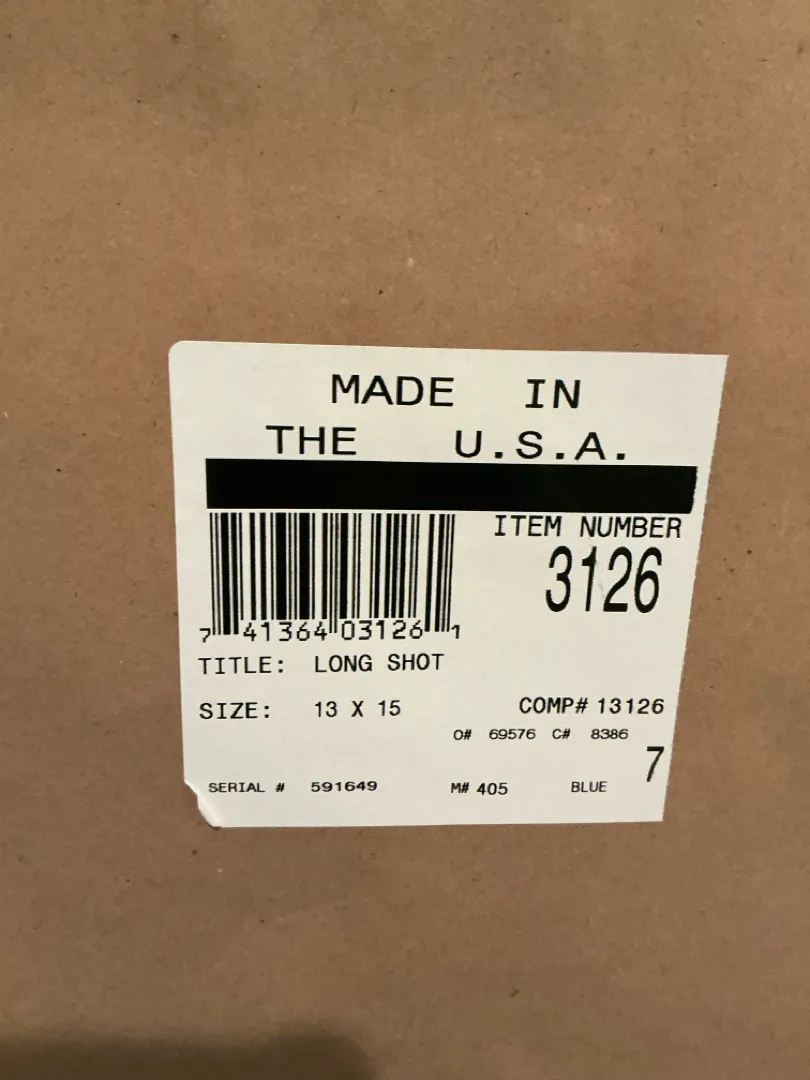 MADE IN
THE U.S.A.
ITEM NUMBER
3126
7 41364 03126 1
TITLE: LONG SHOT
SIZE: 13 X 15 COMP# 13126
O# 69576 C# 8386
7
SERIAL # 591649 M# 405 BLUE